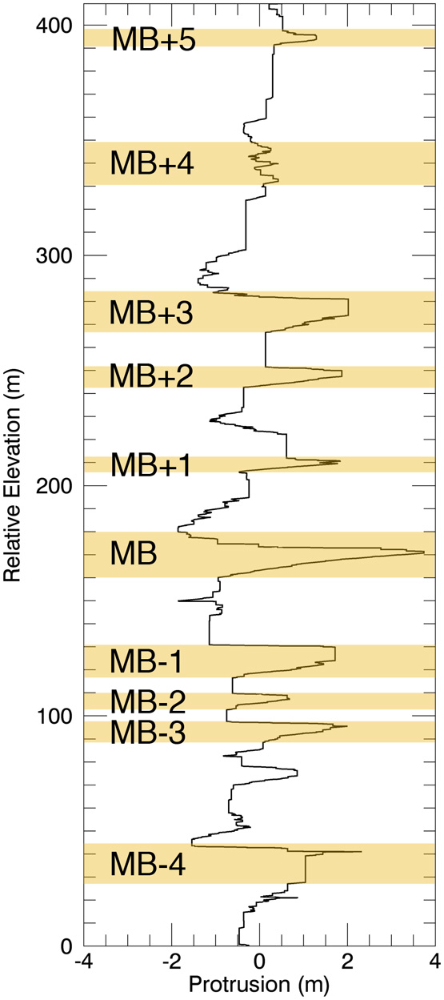 400
MB+5
MB+4
300
MB+3
MB+2
MB+1
200
MB
MB-1
MB-2
100
MB-3
MB-4
0
Relative Elevation (m)
-4 -2 0 2 4
Protrusion (m)